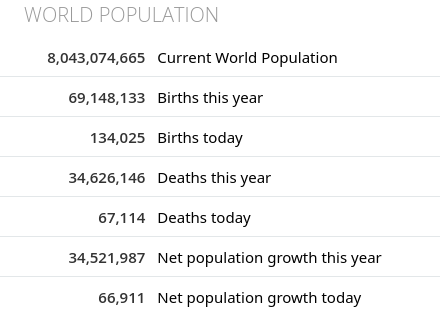 WORLD POPULATION
8,043,074,665 Current World Population
69,148,133 Births this year
134,025 Births today
34,626,146 Deaths this year
67,114 Deaths today
34,521,987 Net population growth this year
66,911 Net population growth today